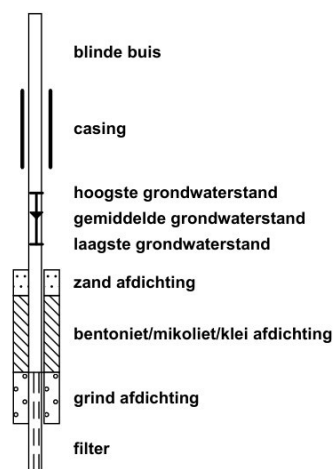 blinde buis
casing
hoogste grondwaterstand
gemiddelde grondwaterstand
laagste grondwaterstand
zand afdichting
bentoniet/mikoliet/klei afdichting
grind afdichting
filter